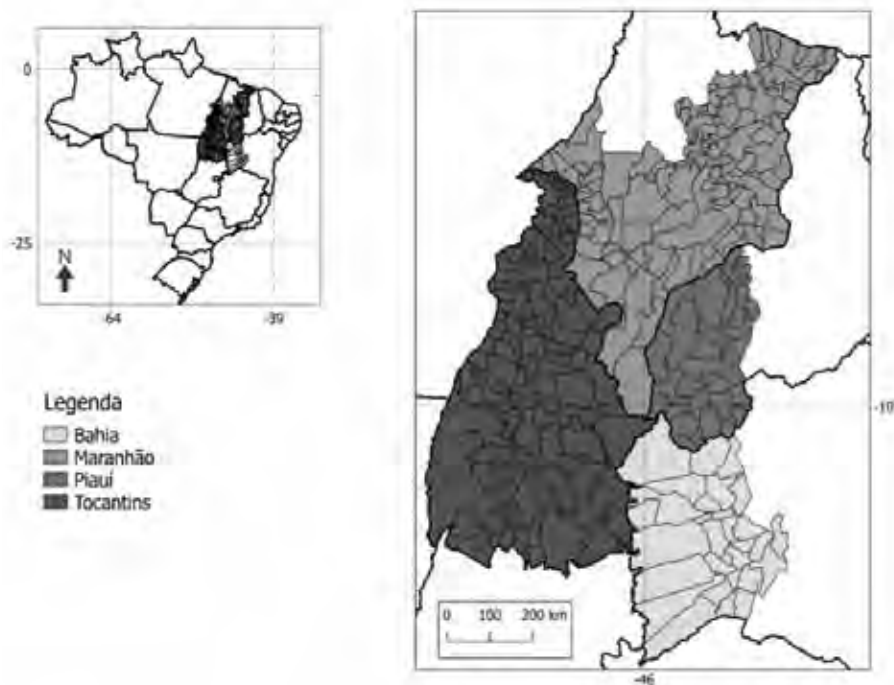 0
-25
N
-64
-39
Legenda
Bahia
Maranhão
Piauí
Tocantins
-10
0 100 200 km
-46